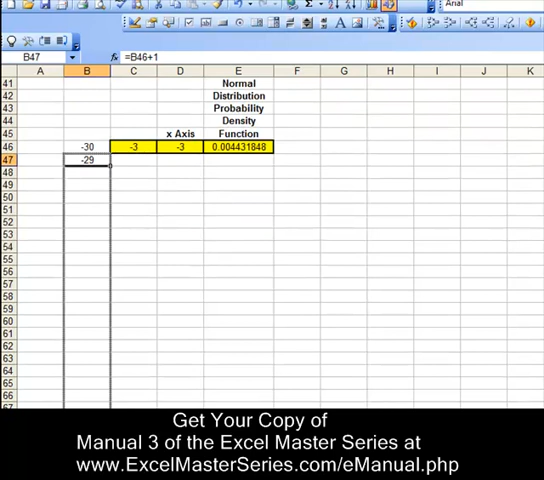 Arial
B47 fx =B46+1
A B C D E F G H I J K
41 Normal
42 Distribution
43 Probability
44 Density
45 x Axis Function
46 -30 -3 -3 0.004431848
47 -29
48
49
50
51
52
53
54
55
56
57
58
59
60
61
62
63
64
65
66
67
Get Your Copy of
Manual 3 of the Excel Master Series at
www.ExcelMasterSeries.com/eManual.php